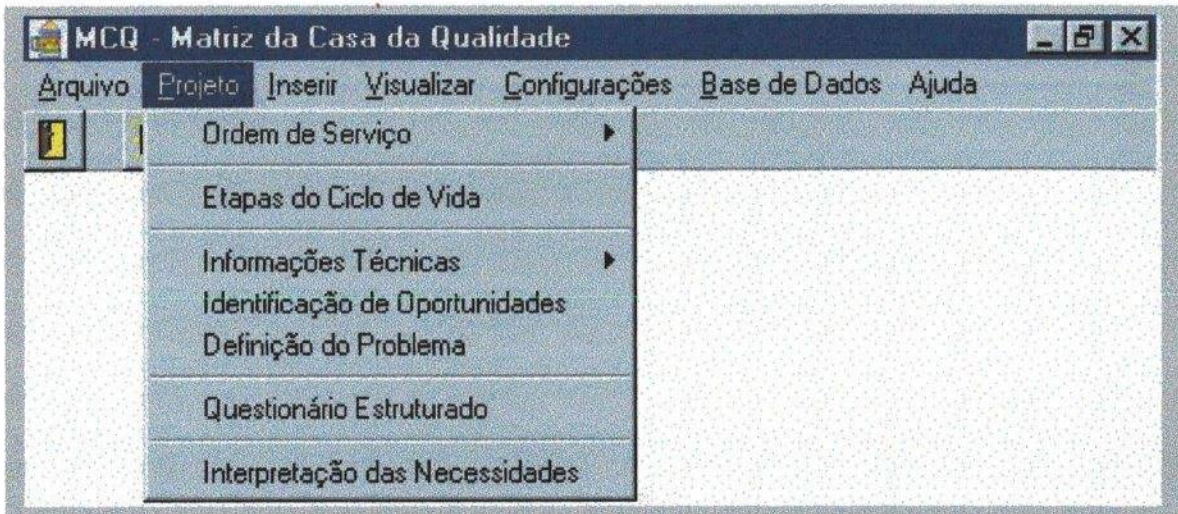 MCQ - Matriz da Casa da Qualidade
Arquivo Projeto Inserir Visualizar Configurações Base de Dados Ajuda
Ordem de Serviço
Etapas do Ciclo de Vida
Informações Técnicas
Identificação de Oportunidades
Definição do Problema
Questionário Estruturado
Interpretação das Necessidades